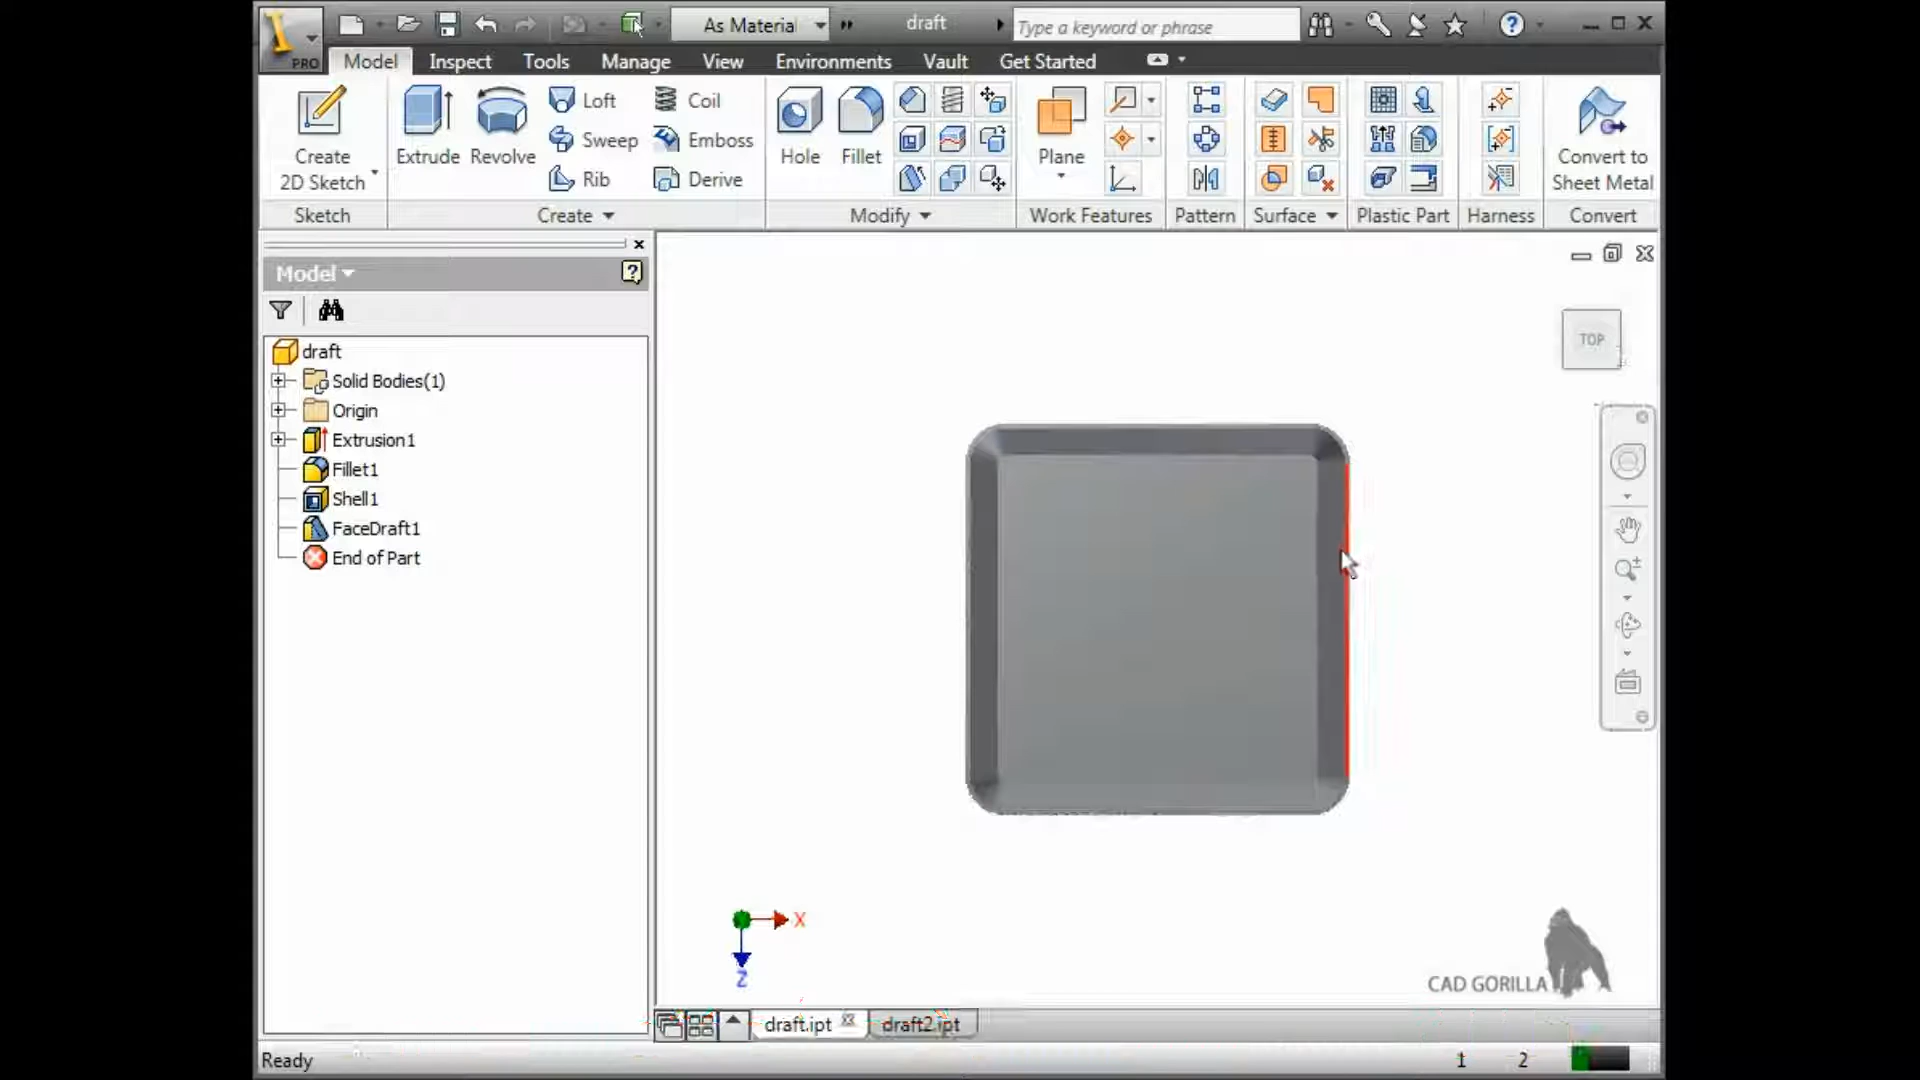 PRO
As Material
draft
Type a keyword or phrase
Model Inspect Tools Manage View Environments Vault Get Started
Create
2D Sketch
Extrude
Revolve
Loft
Sweep
Rib
Coil
Emboss
Derive
Hole
Fillet
Plane
Convert to
Sheet Metal
Sketch Create Modify Work Features Pattern Surface Plastic Part Harness Convert
Model
draft
Solid Bodies(1)
Origin
Extrusion1
Fillet1
Shell1
FaceDraft1
End of Part
TOP
X
Z
CAD GORILLA
draft.ipt draft2.ipt
Ready 1 2